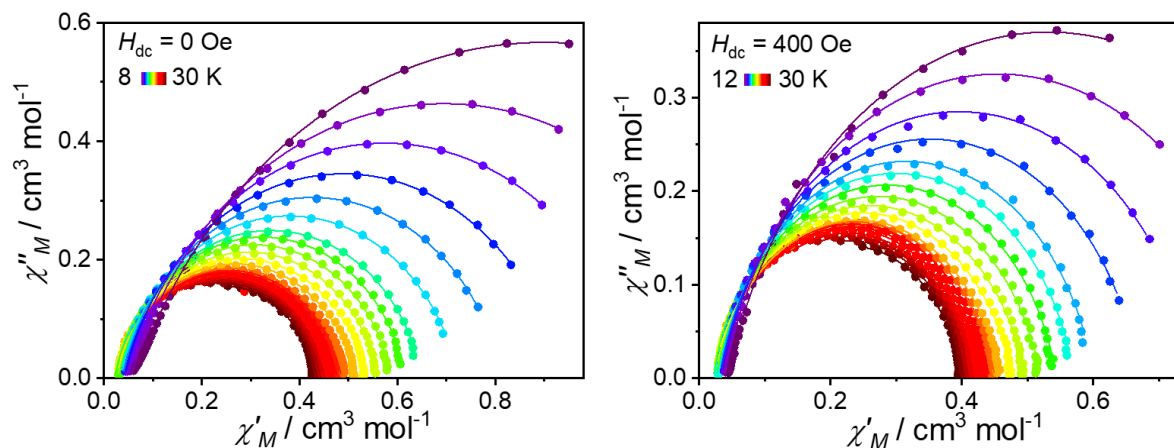 H_dc = 0 Oe
8 30 K
χ″_M / cm³ mol⁻¹
0.6
0.4
0.2
0.0
0.0 0.2 0.4 0.6 0.8
χ′_M / cm³ mol⁻¹
H_dc = 400 Oe
12 30 K
χ″_M / cm³ mol⁻¹
0.3
0.2
0.1
0.0
0.0 0.2 0.4 0.6
χ′_M / cm³ mol⁻¹